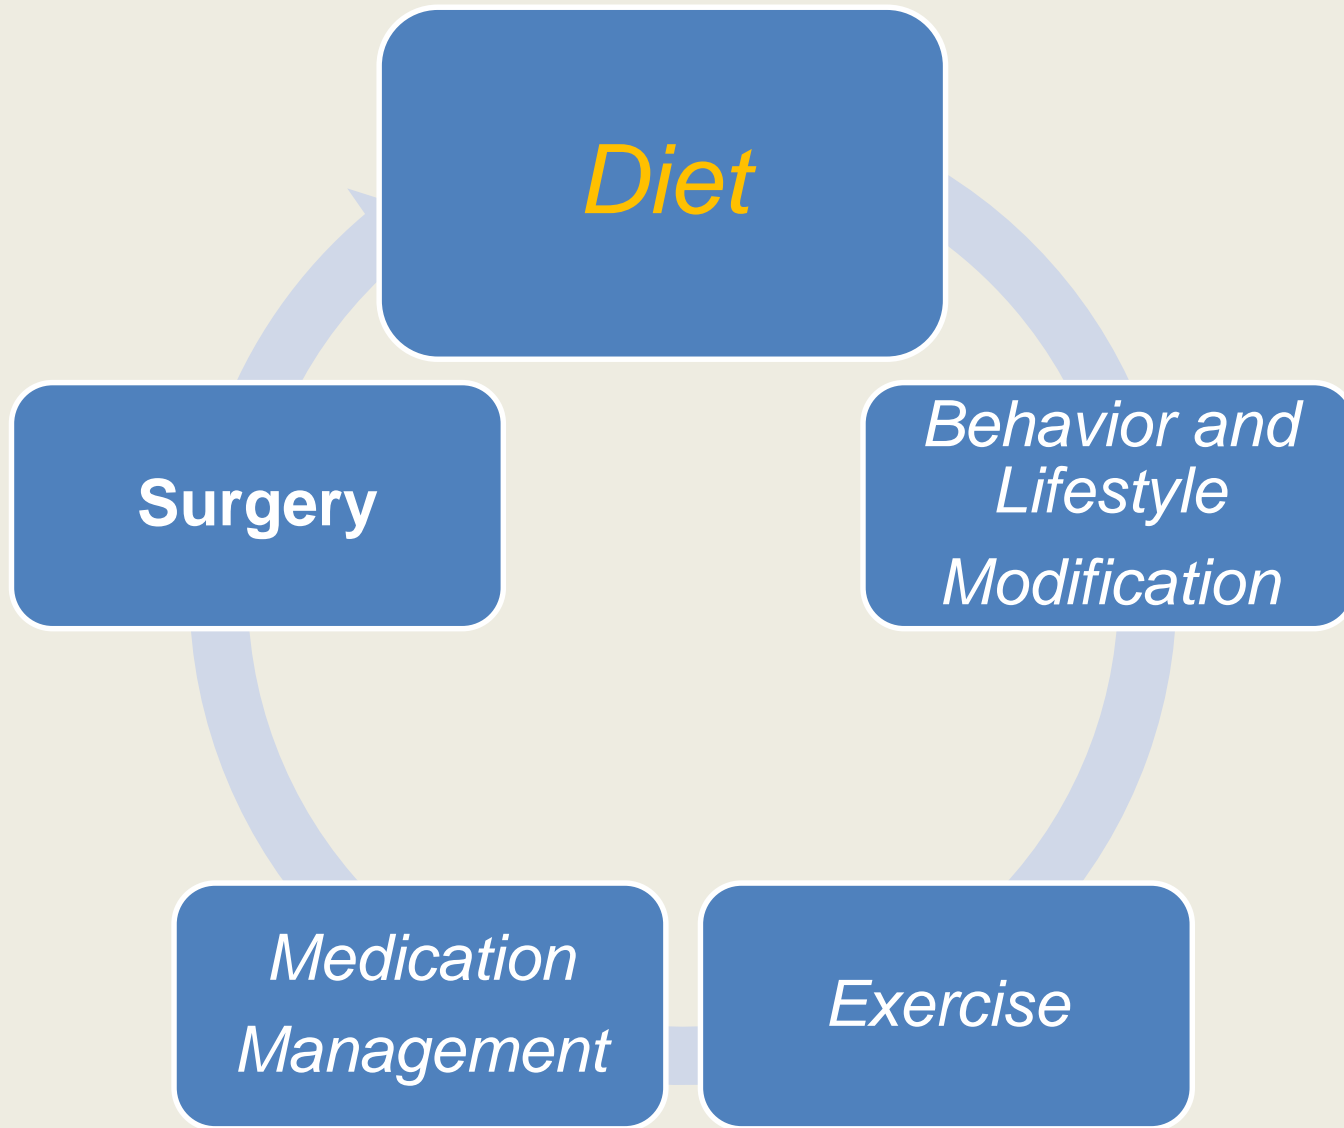 Diet
Behavior and
Lifestyle
Modification
Exercise
Medication
Management
Surgery